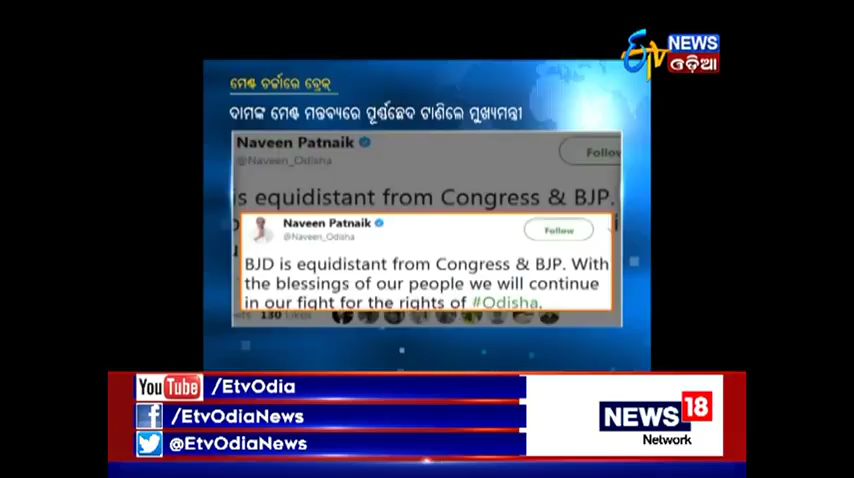 ETV NEWS
ଓଡ଼ିଆ
ମେଣ୍ଟ ଚର୍ଚ୍ଚାରେ ବ୍ରେକ୍
ଦାମଙ୍କ ମେଣ୍ଟ ମନ୍ତବ୍ୟରେ ପୂର୍ଣ୍ଣଛେଦ ଟାଣିଲେ ମୁଖ୍ୟମନ୍ତ୍ରୀ
Naveen Patnaik
@Naveen_Odisha
Follow
is equidistant from Congress & BJP.
Naveen Patnaik
@Naveen_Odisha
Follow
BJD is equidistant from Congress & BJP. With
the blessings of our people we will continue
in our fight for the rights of #Odisha.
130 Likes
YouTube /EtvOdia
/EtvOdiaNews
@EtvOdiaNews
NEWS 18
Network